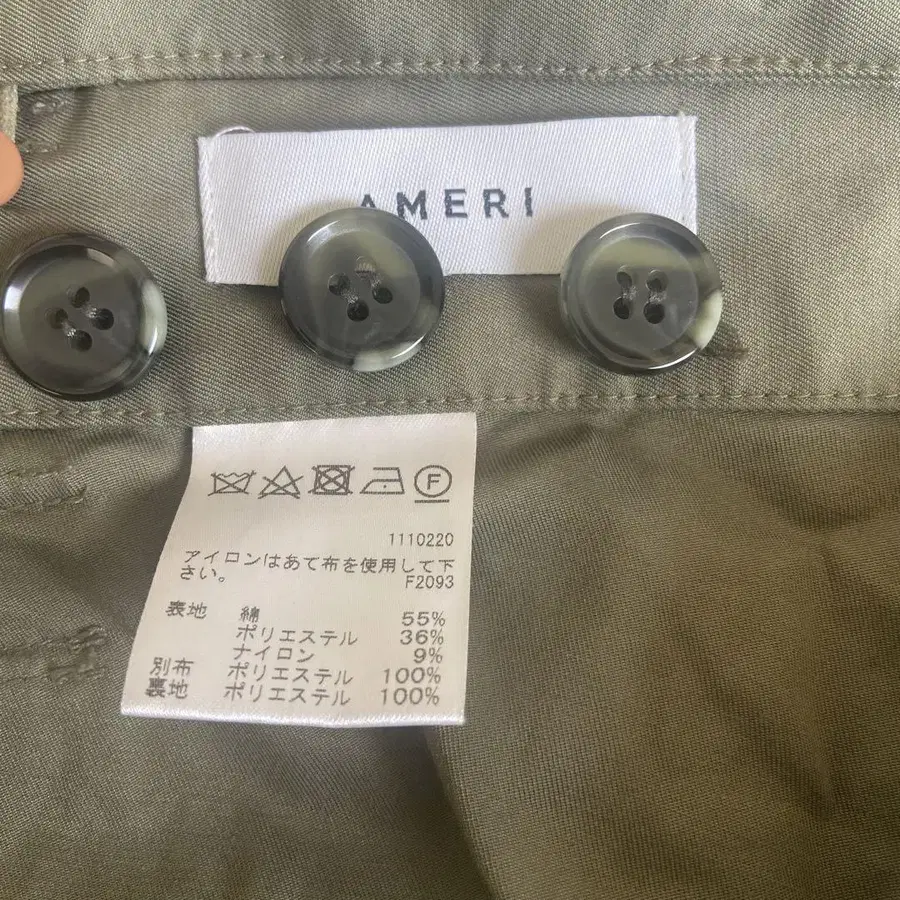 AMERI
F
1110220
アイロンはあて布を使用して下
さい。 F2093
表地 綿 55%
ポリエステル 36%
ナイロン 9%
別布 ポリエステル 100%
裏地 ポリエステル 100%